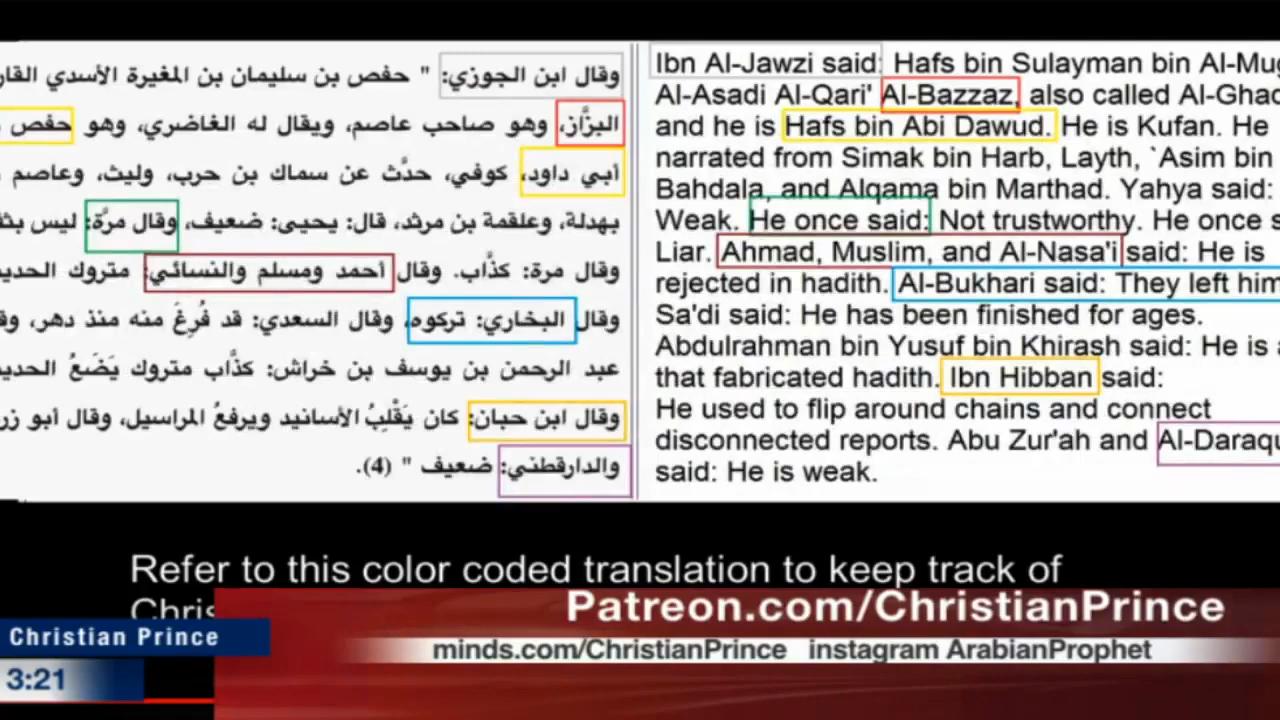 وقال ابن الجوزي: " حفص بن سليمان بن المغيرة الأسدي
البزَّاز، وهو صاحب عاصم، ويقال له الغاضري، وهو حفص
أبي داود، كوفي، حدَّث عن سماك بن حرب، وليث، وعاصم
بهدلة، وعلقمة بن مرثد، قال: يحيى: ضعيف، وقال مرَّة: ليس
وقال مرة: كذَّاب. وقال أحمد ومسلم والنسائي: متروك
وقال البخاري: تركوه، وقال السعدي: قد فُرِغَ منه منذ دهر،
عبد الرحمن بن يوسف بن خراش: كذَّاب متروك يَضَعُ
وقال ابن حبان: كان يَقْلِبُ الأسانيد ويرفعُ المراسيل، وقال أبو
والدارقطني: ضعيف " (4).
Ibn Al-Jawzi said: Hafs bin Sulayman bin
Al-Asadi Al-Qari' Al-Bazzaz, also called
and he is Hafs bin Abi Dawud. He is Kufan. He
narrated from Simak bin Harb, Layth, `Asim bin
Bahdala, and Alqama bin Marthad. Yahya said:
Weak. He once said: Not trustworthy. He once
Liar. Ahmad, Muslim, and Al-Nasa'i said: He is
rejected in hadith. Al-Bukhari said: They left him
Sa'di said: He has been finished for ages.
Abdulrahman bin Yusuf bin Khirash said: He is
that fabricated hadith. Ibn Hibban said:
He used to flip around chains and connect
disconnected reports. Abu Zur'ah and
said: He is weak.
Refer to this color coded translation to keep track of
Patreon.com/ChristianPrince
Christian Prince
minds.com/ChristianPrince instagram ArabianProphet
3:21